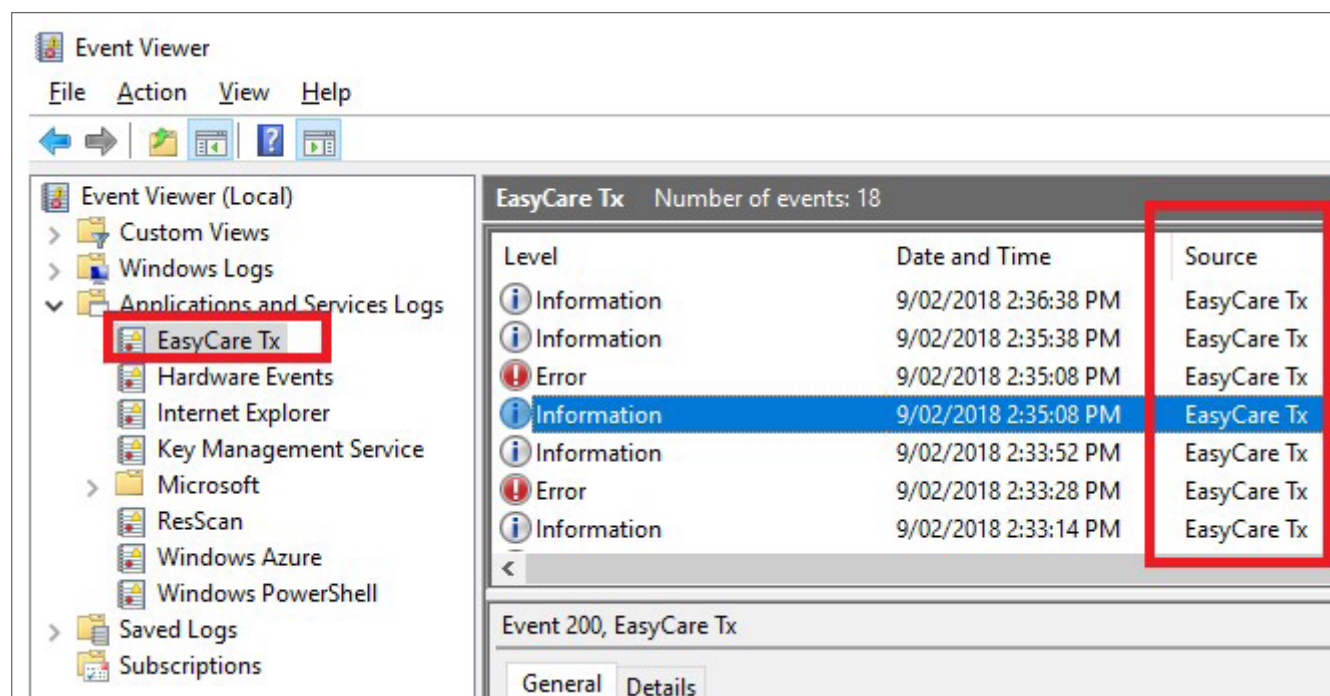 Event Viewer
File Action View Help
Event Viewer (Local)
Custom Views
Windows Logs
Applications and Services Logs
EasyCare Tx
Hardware Events
Internet Explorer
Key Management Service
Microsoft
ResScan
Windows Azure
Windows PowerShell
Saved Logs
Subscriptions
EasyCare Tx Number of events: 18
Level Date and Time Source
Information 9/02/2018 2:36:38 PM EasyCare Tx
Information 9/02/2018 2:35:38 PM EasyCare Tx
Error 9/02/2018 2:35:08 PM EasyCare Tx
Information 9/02/2018 2:35:08 PM EasyCare Tx
Information 9/02/2018 2:33:52 PM EasyCare Tx
Error 9/02/2018 2:33:28 PM EasyCare Tx
Information 9/02/2018 2:33:14 PM EasyCare Tx
Event 200, EasyCare Tx
General Details